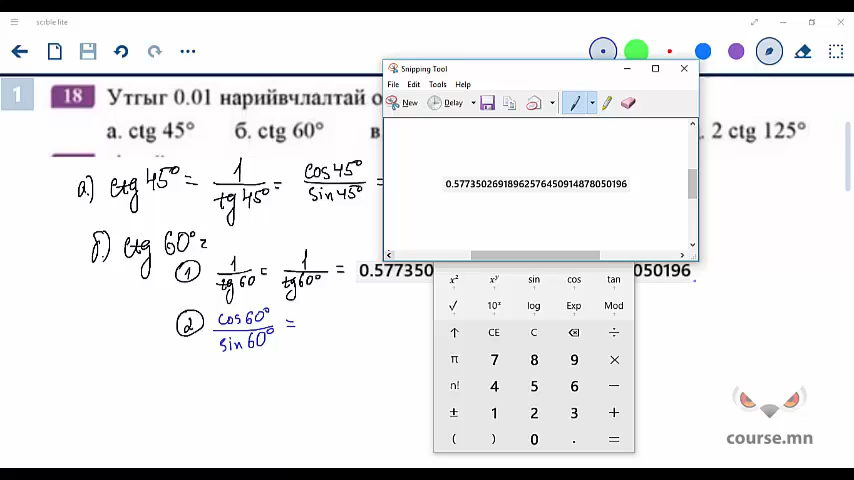 scrible lite
Snipping Tool
File Edit Tools Help
New Delay
0.57735026918962576450914878050196
1
18 Утгыг 0.01 нарийвчлалтай о
а. ctg 45° б. ctg 60° в . 2 ctg 125°
а) ctg 45° = 1/tg 45° = cos 45°/sin 45° =
б) ctg 60° =
① 1/tg 60 = 1/tg 60° = 0.577350 050196
② cos 60°/sin 60° =
x² xʸ sin cos tan
√ 10ˣ log Exp Mod
↑ CE C ⌫ ÷
π 7 8 9 ×
n! 4 5 6 −
± 1 2 3 +
( ) 0 . =
course.mn